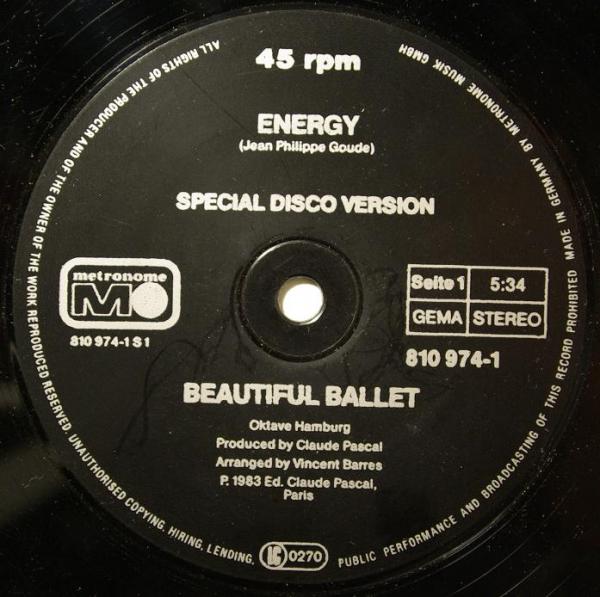 45 rpm
ENERGY
(Jean Philippe Goude)
SPECIAL DISCO VERSION
metronome
M
810 974-1 S 1
Seite 1 5:34
GEMA STEREO
810 974-1
BEAUTIFUL BALLET
Oktave Hamburg
Produced by Claude Pascal
Arranged by Vincent Barres
P. 1983 Ed. Claude Pascal,
Paris
ALL RIGHTS OF THE PRODUCER AND OF THE OWNER OF THE WORK REPRODUCED RESERVED. UNAUTHORISED COPYING, HIRING, LENDING, PUBLIC PERFORMANCE AND BROADCASTING OF THIS RECORD PROHIBITED MADE IN GERMANY BY METRONOME MUSIK GMBH
LC 0270